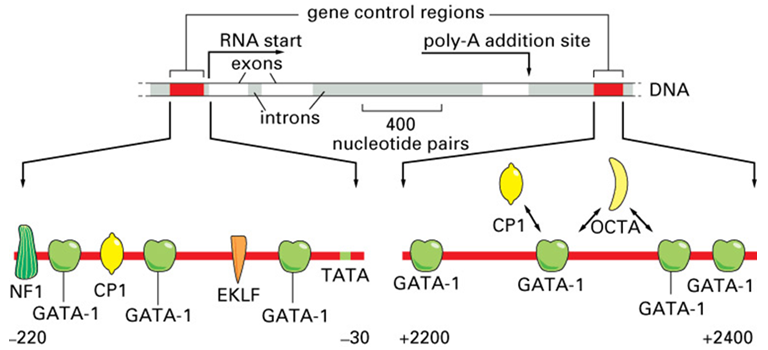 gene control regions
RNA start
poly-A addition site
exons
DNA
introns
400
nucleotide pairs
CP1
OCTA
NF1
GATA-1
CP1
GATA-1
EKLF
GATA-1
TATA
GATA-1
GATA-1
GATA-1
GATA-1
–220
–30
+2200
+2400